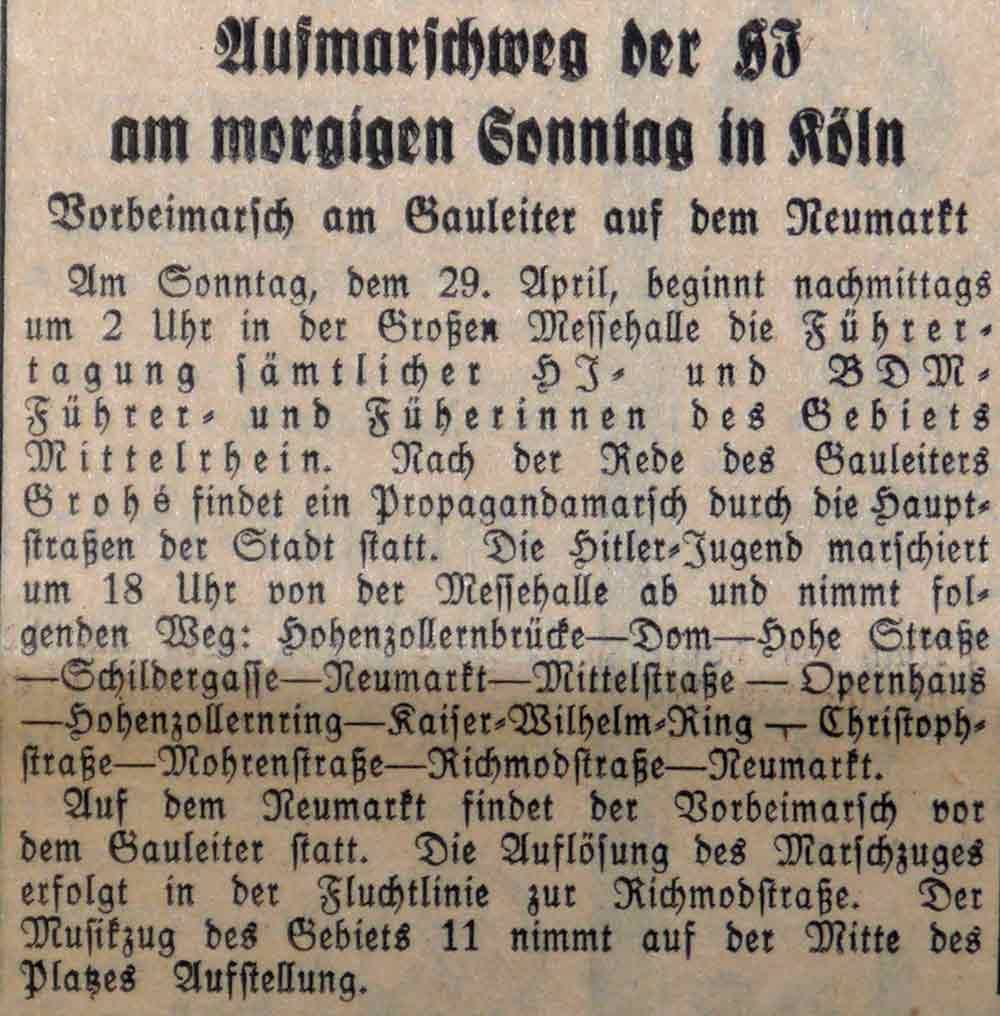 Aufmarschweg der HJ
am morgigen Sonntag in Köln
Vorbeimarsch am Gauleiter auf dem Neumarkt
Am Sonntag, dem 29. April, beginnt nachmittags
um 2 Uhr in der Großen Messehalle die Führer-
tagung sämtlicher HJ- und BDM-
Führer- und Füherinnen des Gebiets
Mittelrhein. Nach der Rede des Gauleiters
Grohé findet ein Propagandamarsch durch die Haupt-
straßen der Stadt statt. Die Hitler-Jugend marschiert
um 18 Uhr von der Messehalle ab und nimmt fol-
genden Weg: Hohenzollernbrücke—Dom—Hohe Straße
—Schildergasse—Neumarkt—Mittelstraße — Opernhaus
—Hohenzollernring—Kaiser-Wilhelm-Ring — Christoph-
straße—Mohrenstraße—Richmodstraße—Neumarkt.
Auf dem Neumarkt findet der Vorbeimarsch vor
dem Gauleiter statt. Die Auflösung des Marschzuges
erfolgt in der Fluchtlinie zur Richmodstraße. Der
Musikzug des Gebiets 11 nimmt auf der Mitte des
Platzes Aufstellung.